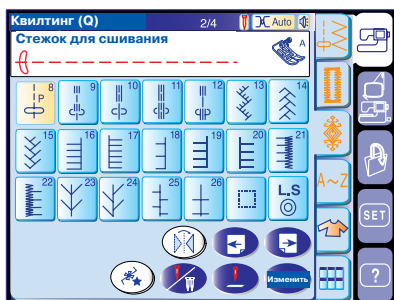 Квилтинг (Q) 2/4 Auto
Стежок для сшивания A
8 P 9 10 11 12 13 14
15 16 17 18 19 20 21
22 23 24 25 26 L.S
A~Z
SET
Изменить
?